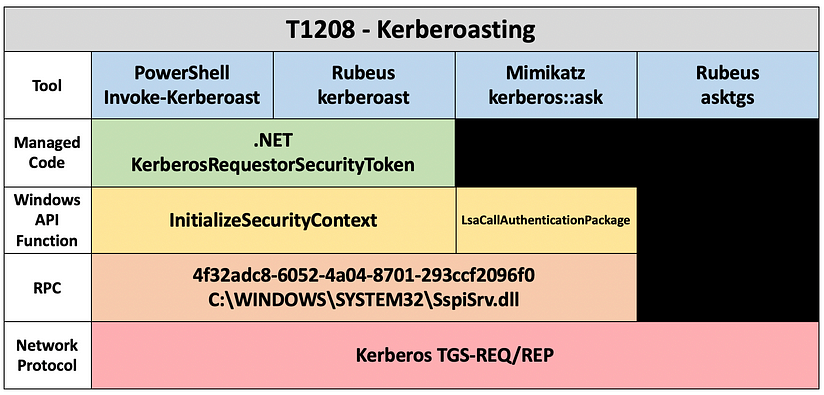 T1208 - Kerberoasting
Tool
PowerShell
Invoke-Kerberoast
Rubeus
kerberoast
Mimikatz
kerberos::ask
Rubeus
asktgs
Managed
Code
.NET
KerberosRequestorSecurityToken
Windows
API
Function
InitializeSecurityContext
LsaCallAuthenticationPackage
RPC
4f32adc8-6052-4a04-8701-293ccf2096f0
C:\WINDOWS\SYSTEM32\SspiSrv.dll
Network
Protocol
Kerberos TGS-REQ/REP